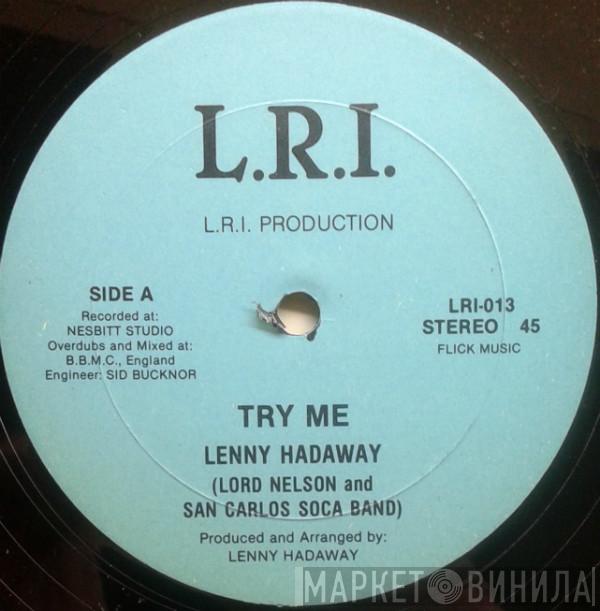 L.R.I.
L.R.I. PRODUCTION
SIDE A
Recorded at:
NESBITT STUDIO
Overdubs and Mixed at:
B.B.M.C., England
Engineer: SID BUCKNOR
LRI-013
STEREO 45
FLICK MUSIC
TRY ME
LENNY HADAWAY
(LORD NELSON and
SAN CARLOS SOCA BAND)
Produced and Arranged by:
LENNY HADAWAY
МАРКЕТ ВИНИЛА